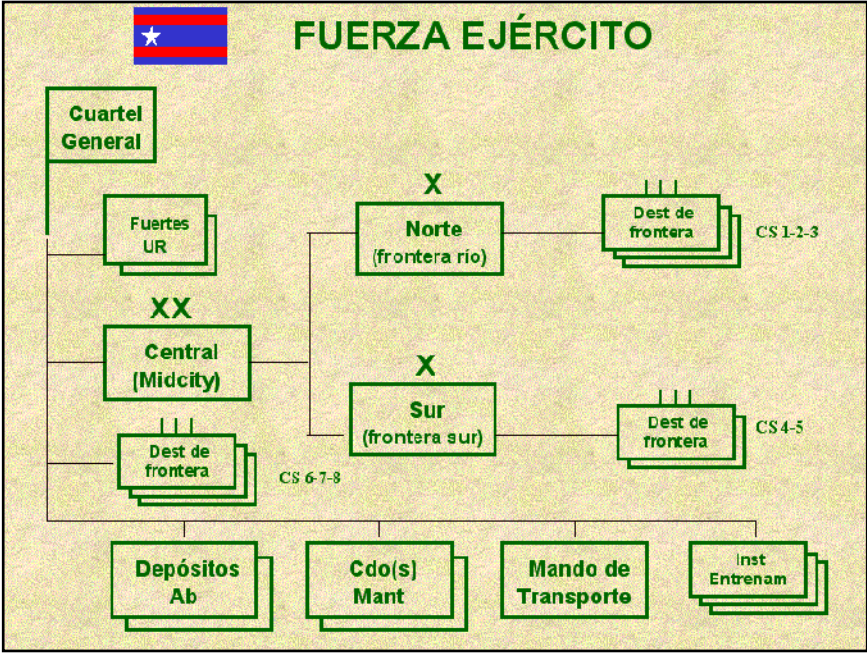 FUERZA EJÉRCITO
Cuartel
General
Fuertes
UR
XX
Central
(Midcity)
X
Norte
(frontera río)
| | |
Dest de
frontera
CS 1-2-3
X
Sur
(frontera sur)
| | |
Dest de
frontera
CS 4-5
| | |
Dest de
frontera
CS 6-7-8
Depósitos
Ab
Cdo(s)
Mant
Mando de
Transporte
Inst
Entrenam